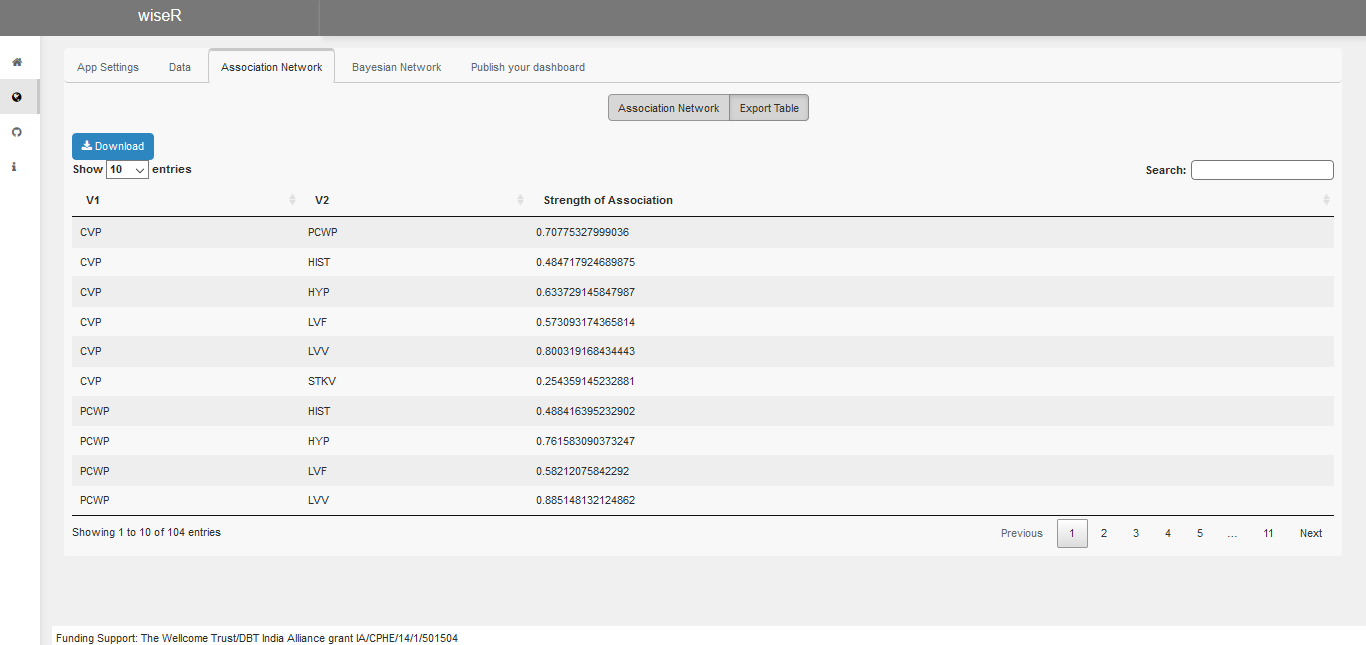 wiseR
App Settings Data Association Network Bayesian Network Publish your dashboard
Association Network Export Table
Download
Show 10 entries Search:
V1 V2 Strength of Association
CVP PCWP 0.70775327999036
CVP HIST 0.484717924689875
CVP HYP 0.633729145847987
CVP LVF 0.573093174365814
CVP LVV 0.800319168434443
CVP STKV 0.254359145232881
PCWP HIST 0.488416395232902
PCWP HYP 0.761583090373247
PCWP LVF 0.58212075842292
PCWP LVV 0.885148132124862
Showing 1 to 10 of 104 entries Previous 1 2 3 4 5 … 11 Next
Funding Support: The Wellcome Trust/DBT India Alliance grant IA/CPHE/14/1/501504